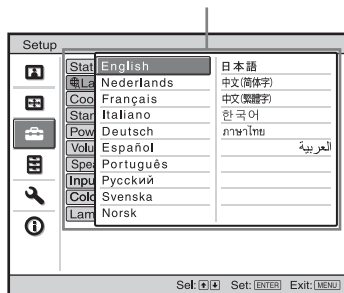 Setup
Stat
La
Coo
Star
Pow
Volu
Spea
Inpu
Colo
Lam
English
Nederlands
Français
Italiano
Deutsch
Español
Português
Русский
Svenska
Norsk
日本語
中文(简体字)
中文(繁體字)
한국어
ภาษาไทย
العربية
Sel: Set: ENTER Exit: MENU